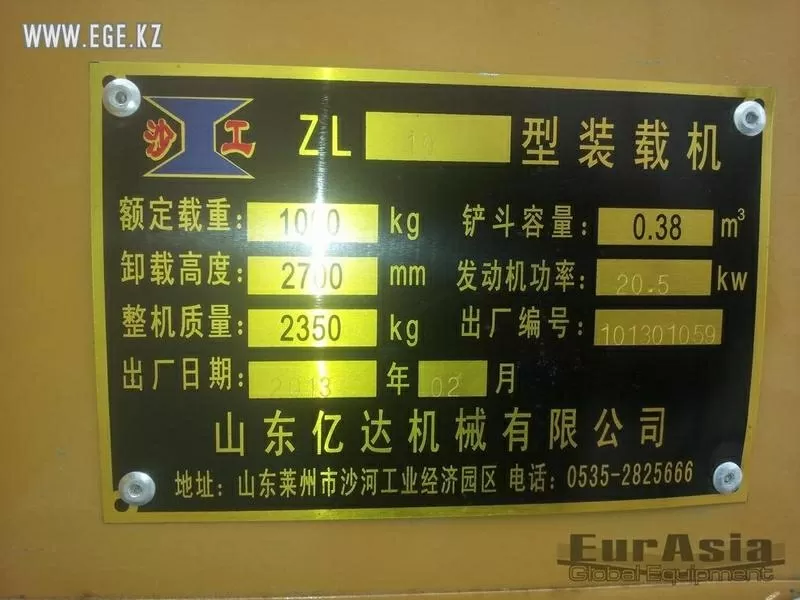 WWW.EGE.KZ
沙工 ZL 10 型装载机
额定载重: 1000 kg 铲斗容量: 0.38 m³
卸载高度: 2700 mm 发动机功率: 20.5 kw
整机质量: 2350 kg 出厂编号: 101301059
出厂日期: 2013 年 02 月
山东亿达机械有限公司
地址: 山东莱州市沙河工业经济园区 电话: 0535-2825666
EurAsia
Global Equipment